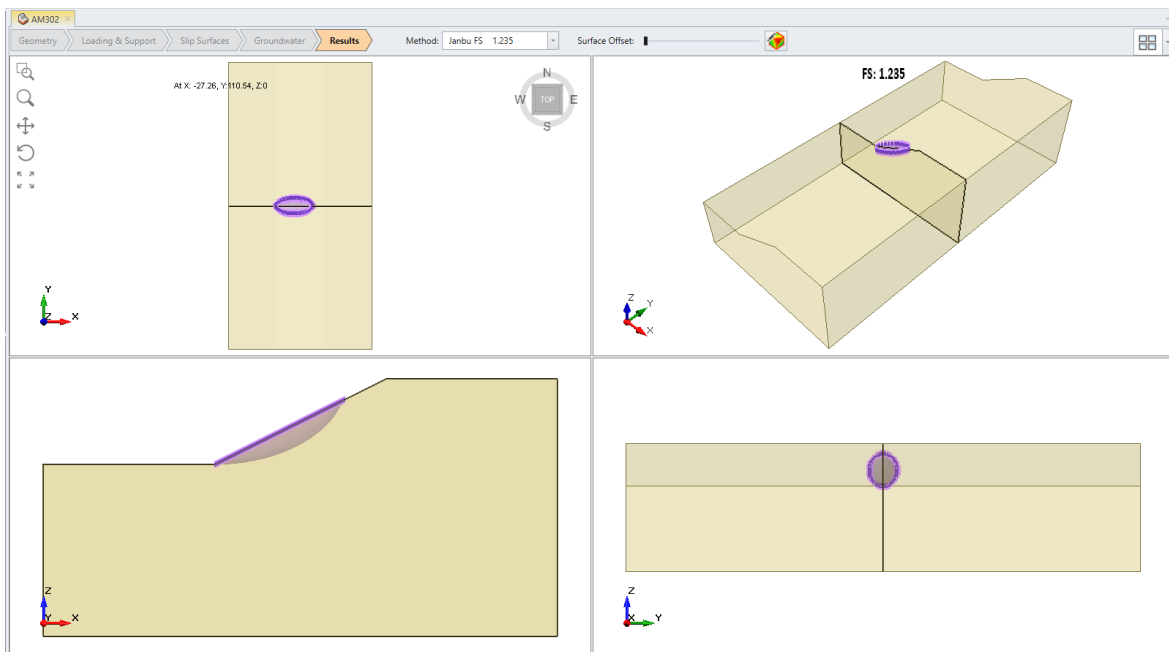 AM302
Geometry Loading & Support Slip Surfaces Groundwater Results Method: Janbu FS 1.235 Surface Offset:
At X: -27.26, Y:110.54, Z:0
N
W TOP E
S
Y
Z X
FS: 1.235
Z
Y
X
Z
Y X
Z
X Y